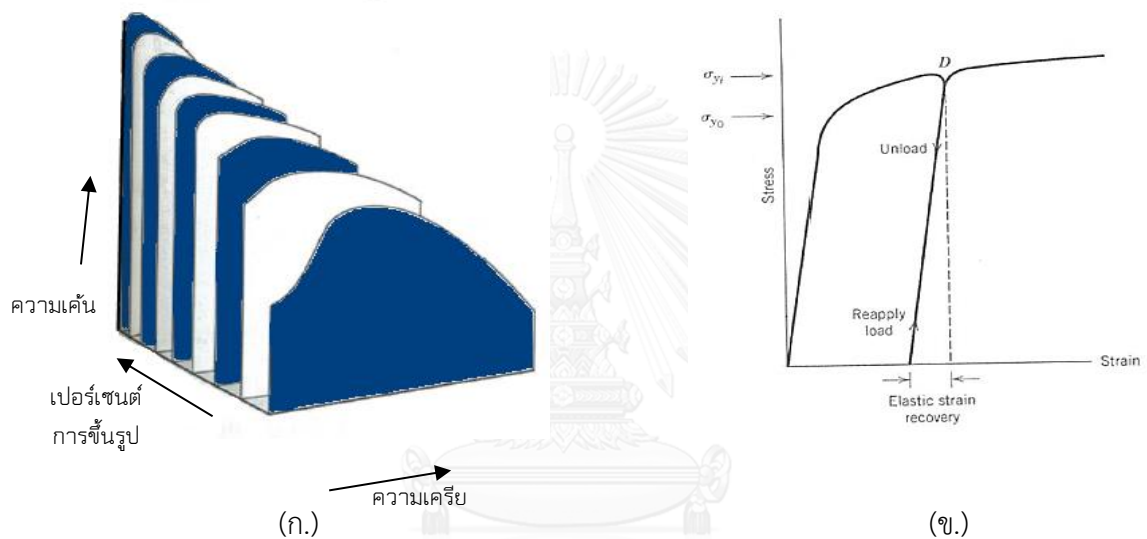 ความเค้น
เปอร์เซนต์
การขึ้นรูป
ความเครีย
(ก.)
σyi
σy0
D
Unload
Stress
Reapply
load
Strain
Elastic strain
recovery
(ข.)